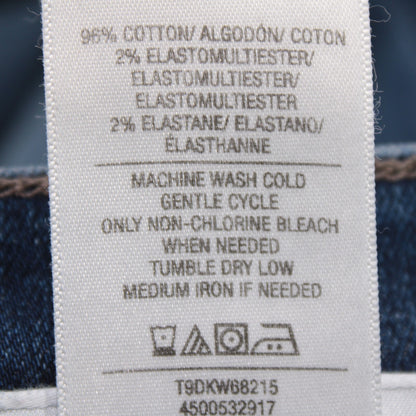 96% COTTON/ ALGODÓN/ COTON
2% ELASTOMULTIESTER/
ELASTOMULTIESTER/
ELASTOMULTIESTER
2% ELASTANE/ ELASTANO/
ÉLASTHANNE
MACHINE WASH COLD
GENTLE CYCLE
ONLY NON-CHLORINE BLEACH
WHEN NEEDED
TUMBLE DRY LOW
MEDIUM IRON IF NEEDED
T9DKW68215
4500532917